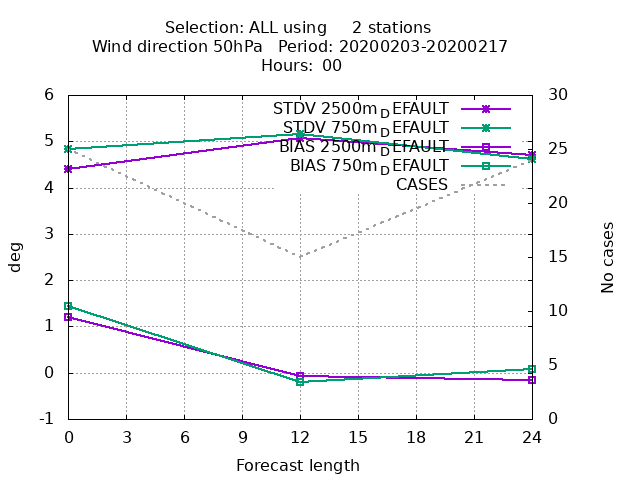 Selection: ALL using 2 stations
Wind direction 50hPa Period: 20200203-20200217
Hours: 00
6
5
4
3
2
1
0
-1
deg
STDV 2500m_DEFAULT
STDV 750m_DEFAULT
BIAS 2500m_DEFAULT
BIAS 750m_DEFAULT
CASES
30
25
20
15
10
5
0
No cases
0 3 6 9 12 15 18 21 24
Forecast length